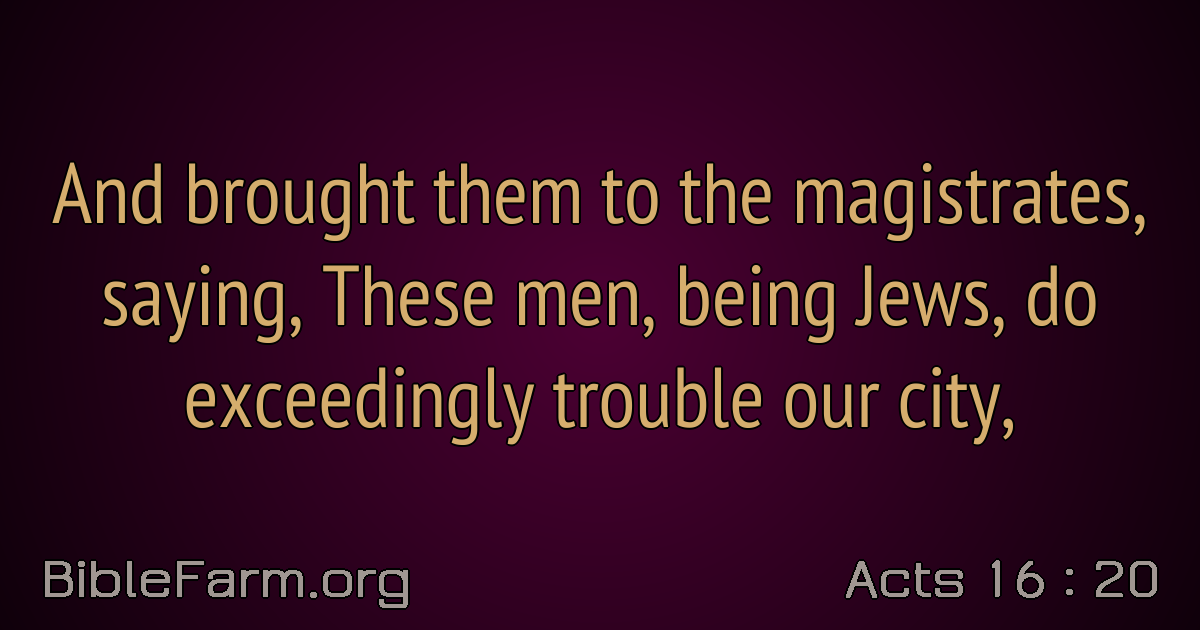 And brought them to the magistrates,
saying, These men, being Jews, do
exceedingly trouble our city,
BibleFarm.org
Acts 16 : 20